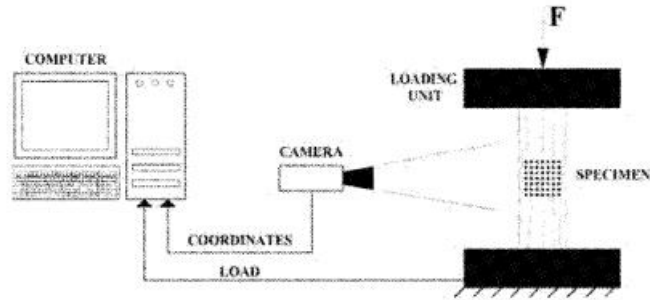 F
COMPUTER
LOADING
UNIT
CAMERA
SPECIMEN
COORDINATES
LOAD